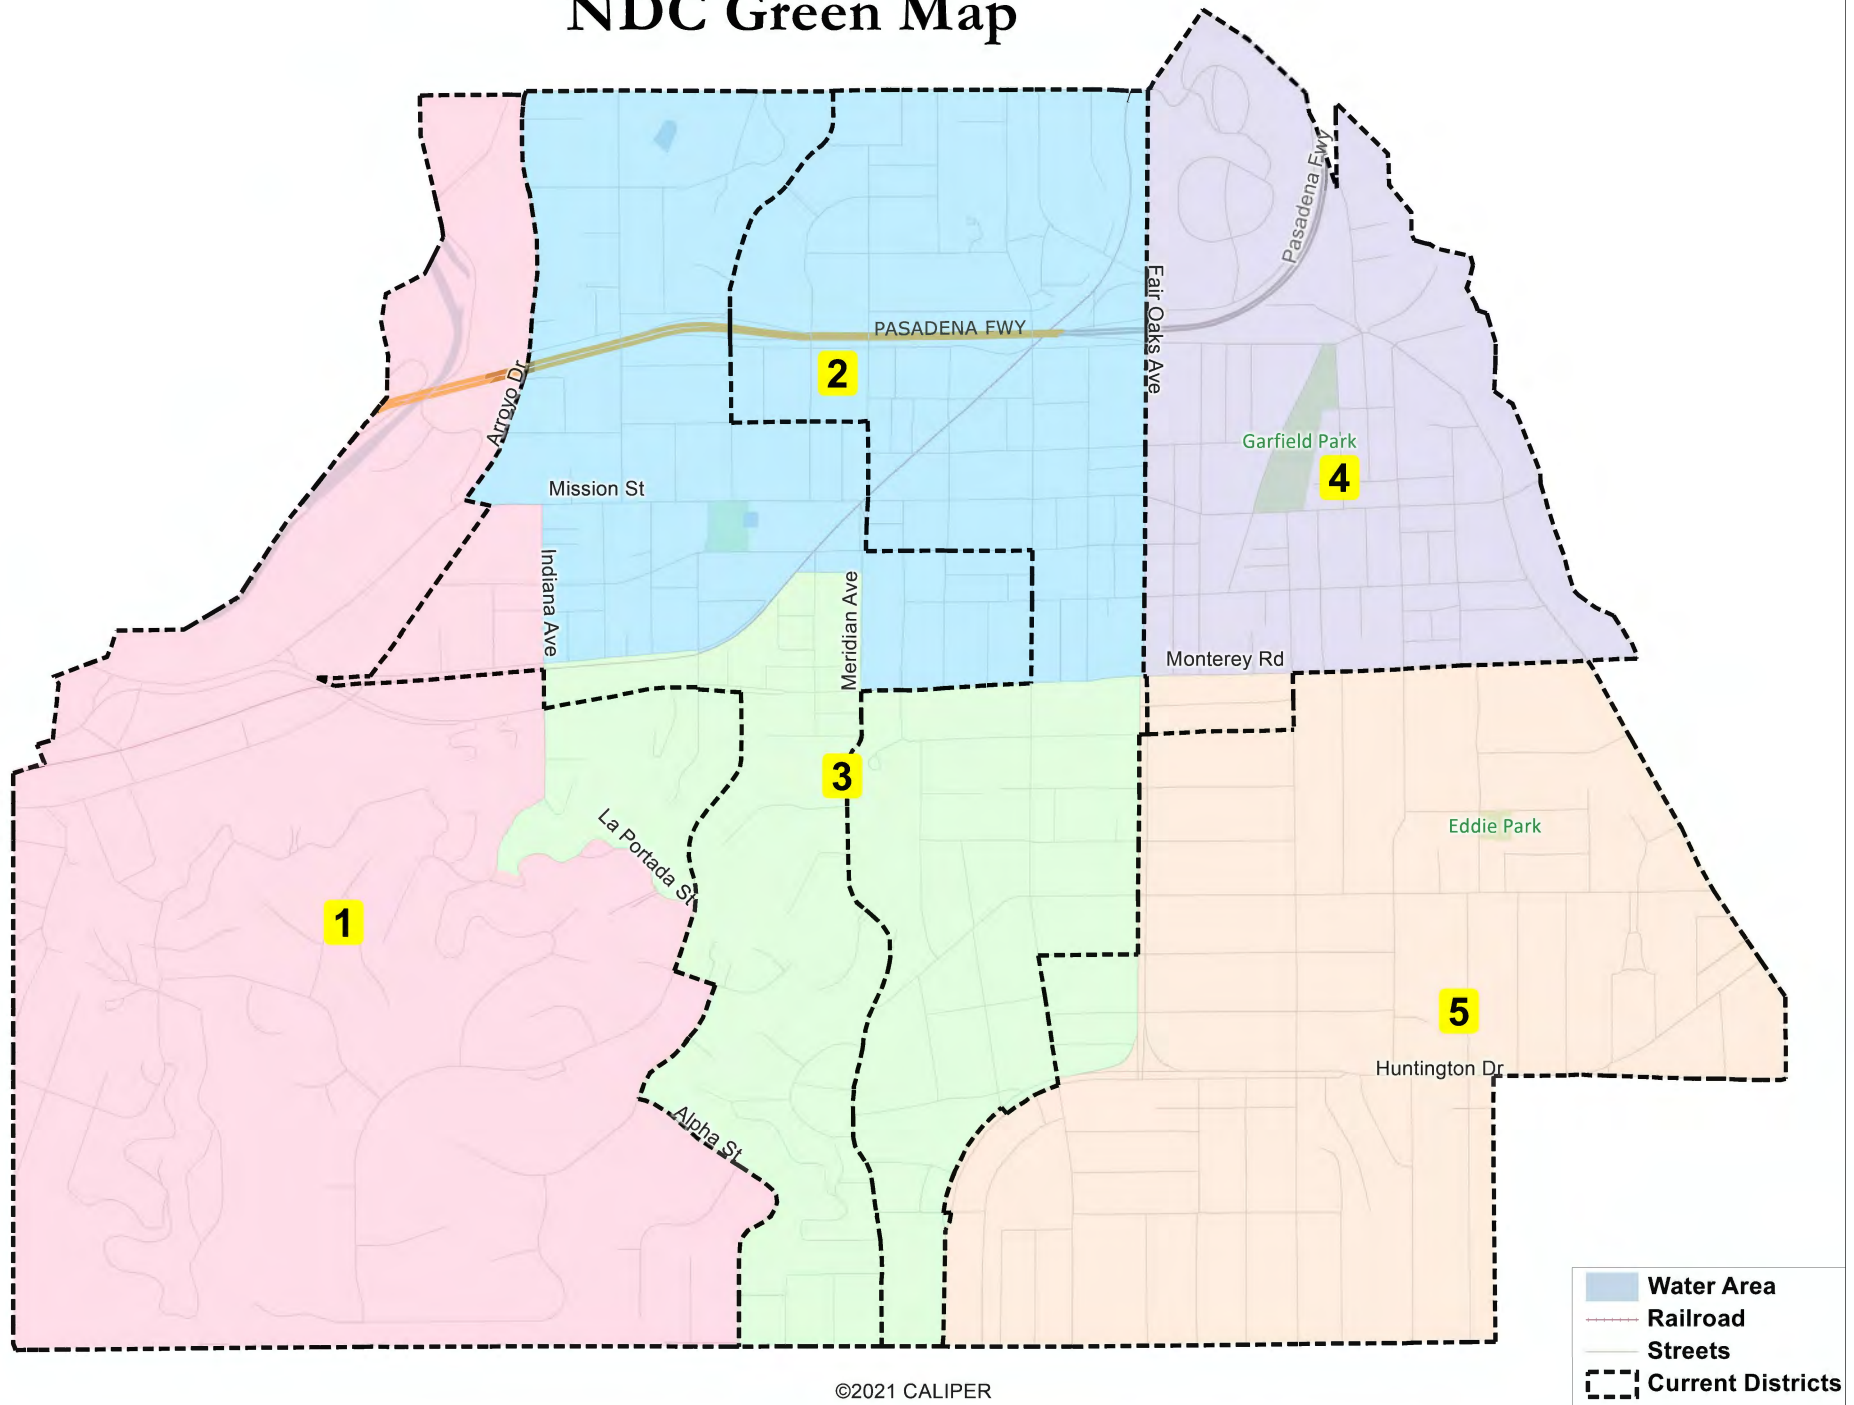 NDC Green Map
Pasadena Fwy
PASADENA FWY
Fair Oaks Ave
2
Arroyo Dr
Garfield Park
4
Mission St
Indiana Ave
Meridian Ave
Monterey Rd
3
La Portada St
Eddie Park
1
5
Huntington Dr
Alpha St
Water Area
Railroad
Streets
Current Districts
©2021 CALIPER